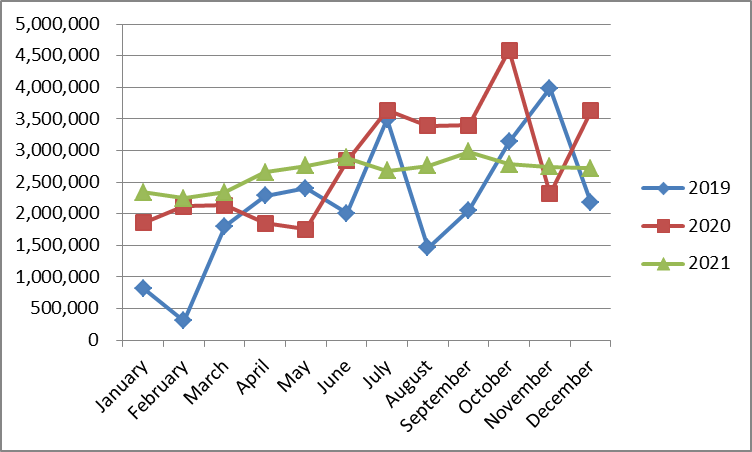 5,000,000
4,500,000
4,000,000
3,500,000
3,000,000
2,500,000
2,000,000
1,500,000
1,000,000
500,000
0
January
February
March
April
May
June
July
August
September
October
November
December
2019
2020
2021